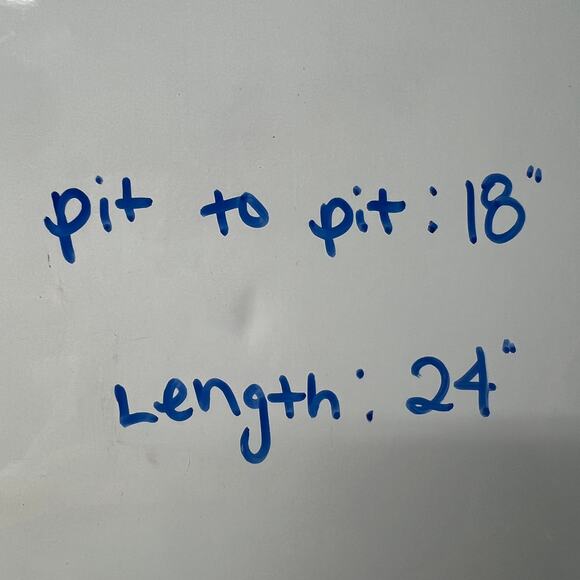 pit to pit: 18"
Length: 24"